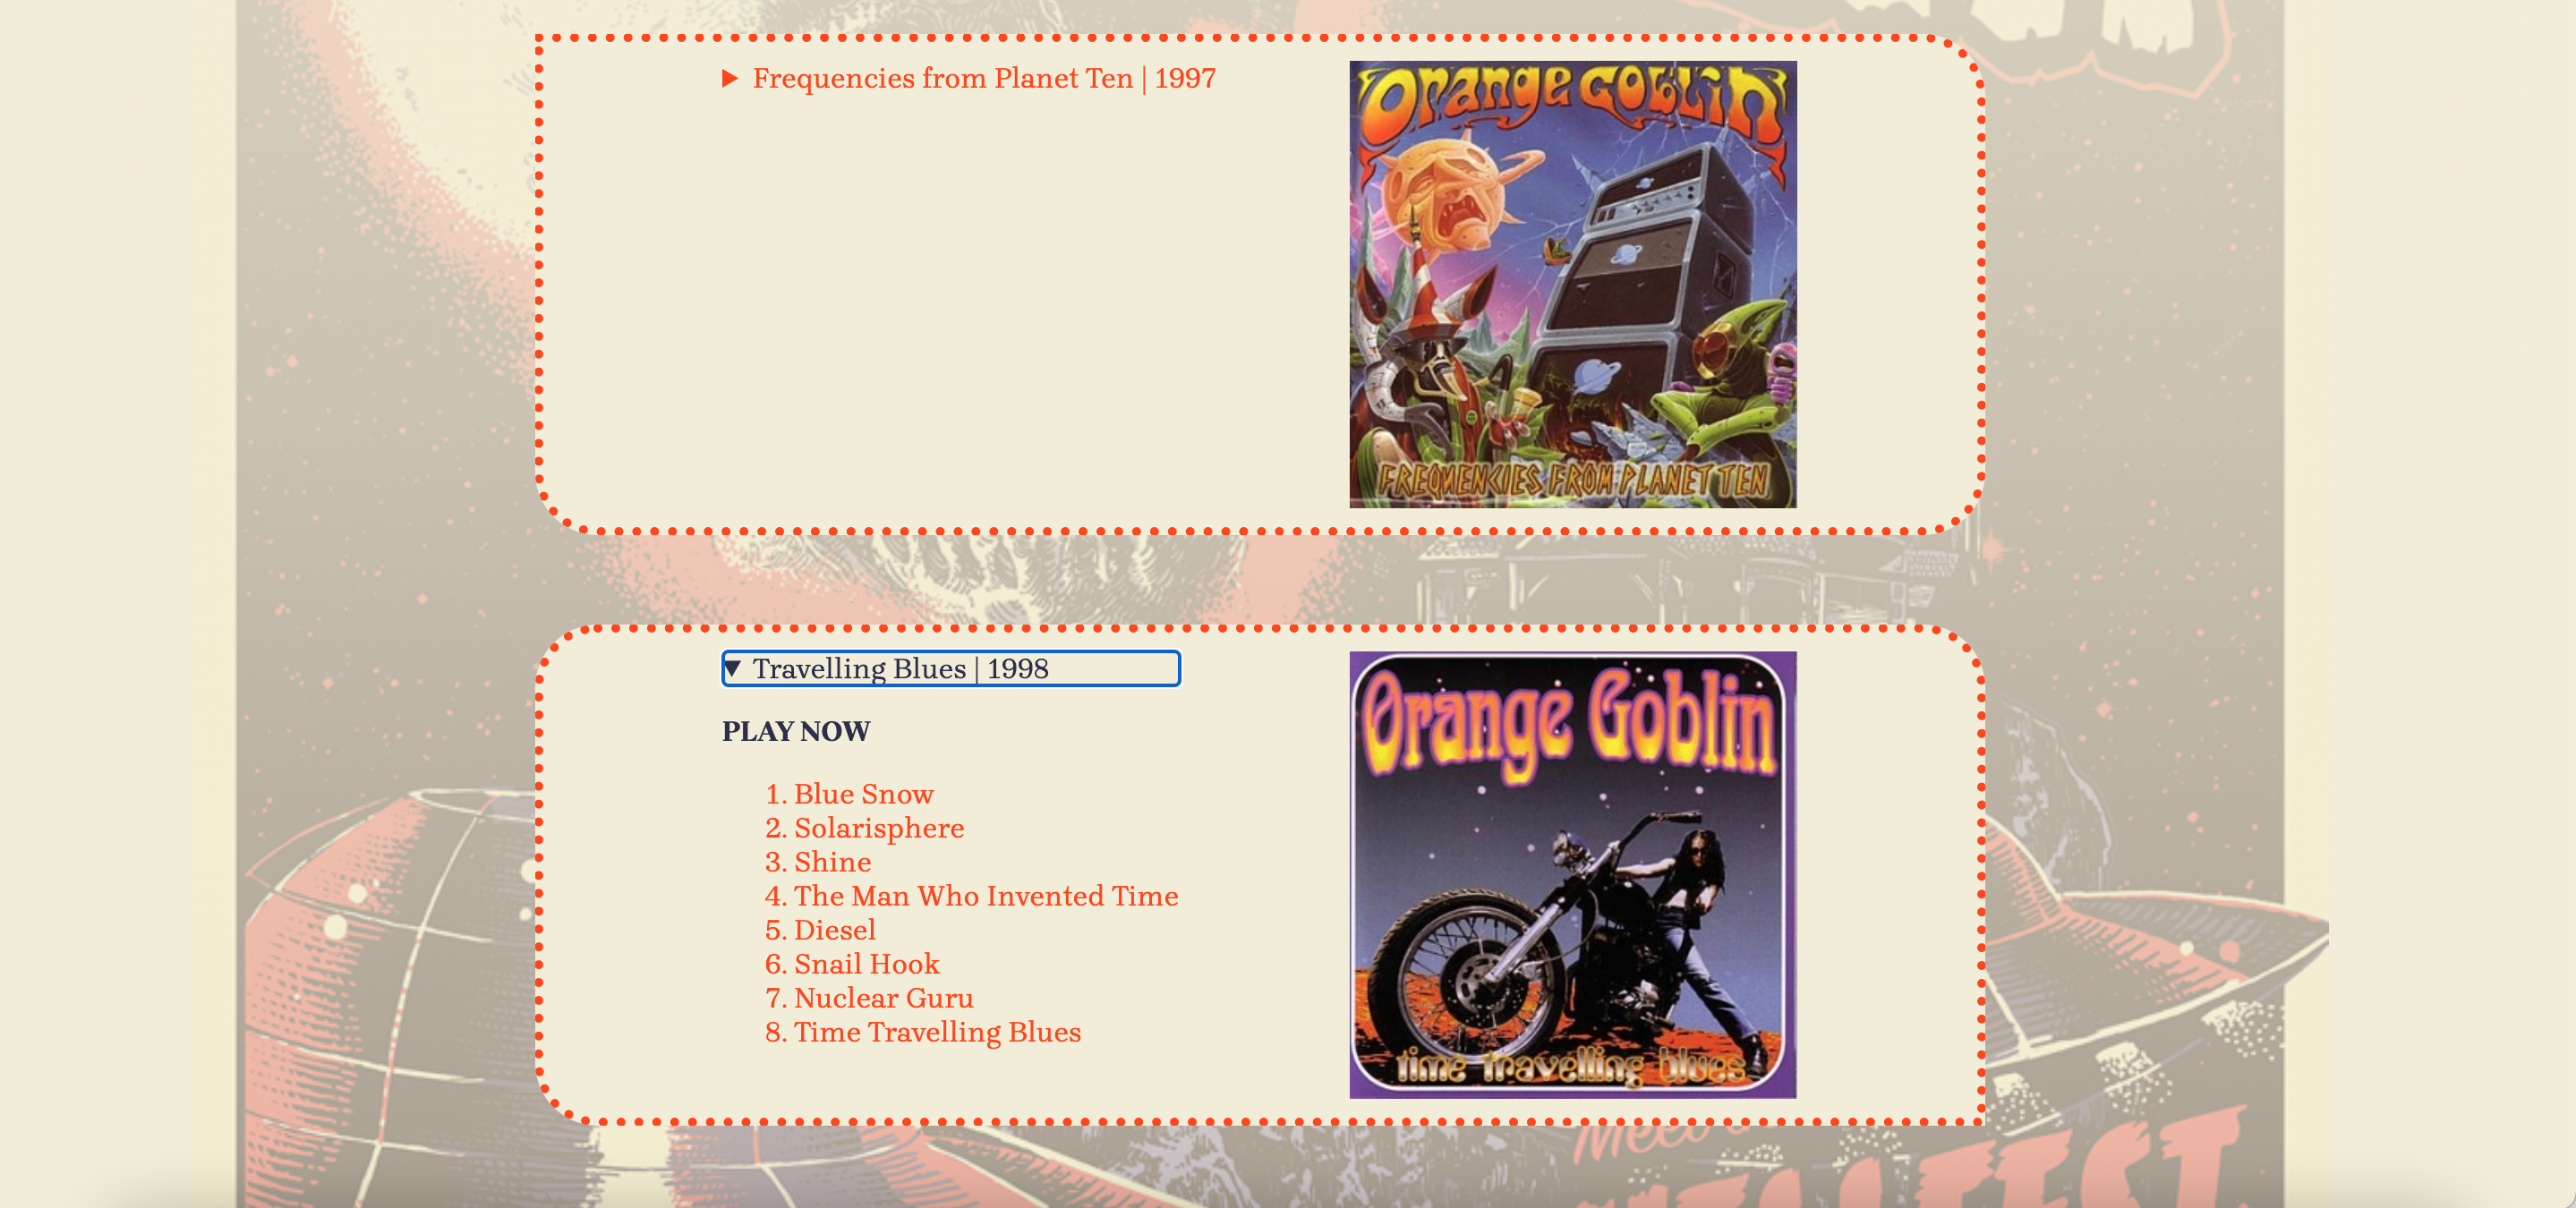 Frequencies from Planet Ten | 1997
Orange Goblin
FREQUENCIES FROM PLANET TEN
Travelling Blues | 1998
PLAY NOW
1. Blue Snow
2. Solarisphere
3. Shine
4. The Man Who Invented Time
5. Diesel
6. Snail Hook
7. Nuclear Guru
8. Time Travelling Blues
Orange Goblin
time travelling blues